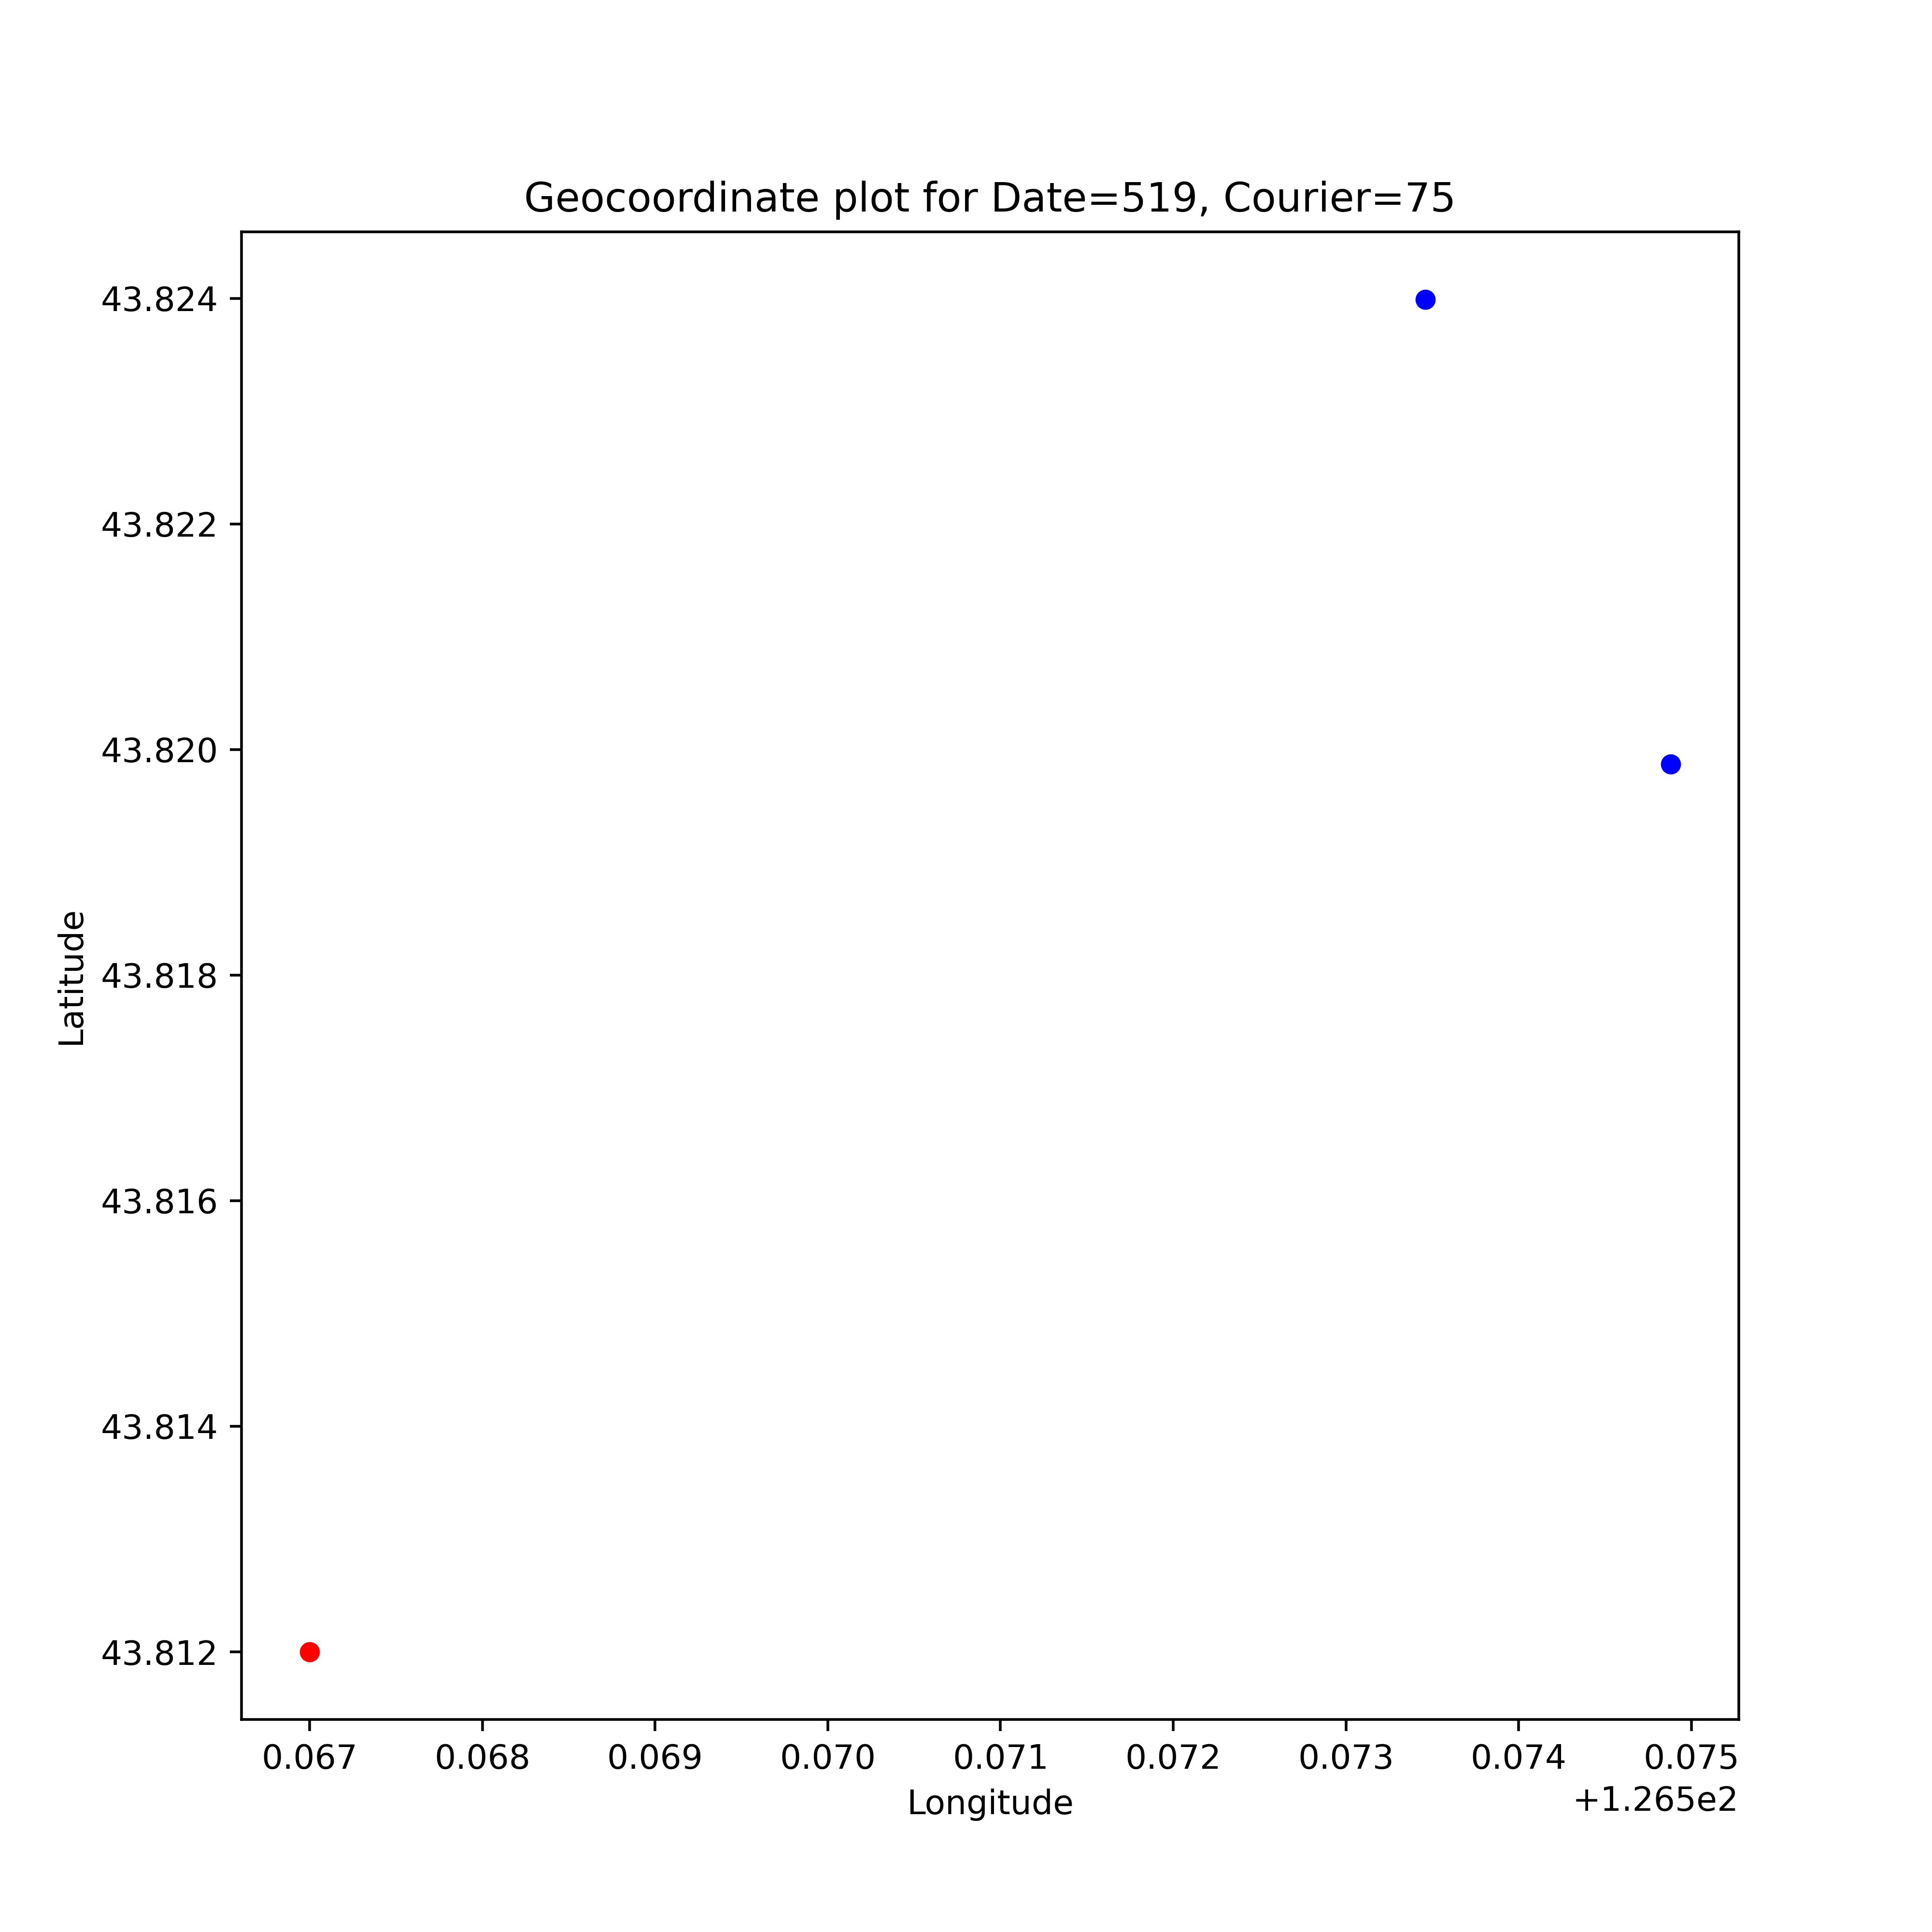 Geocoordinate plot for Date=519, Courier=75
43.824
43.822
43.820
43.818
43.816
43.814
43.812
Latitude
0.067 0.068 0.069 0.070 0.071 0.072 0.073 0.074 0.075
+1.265e2
Longitude